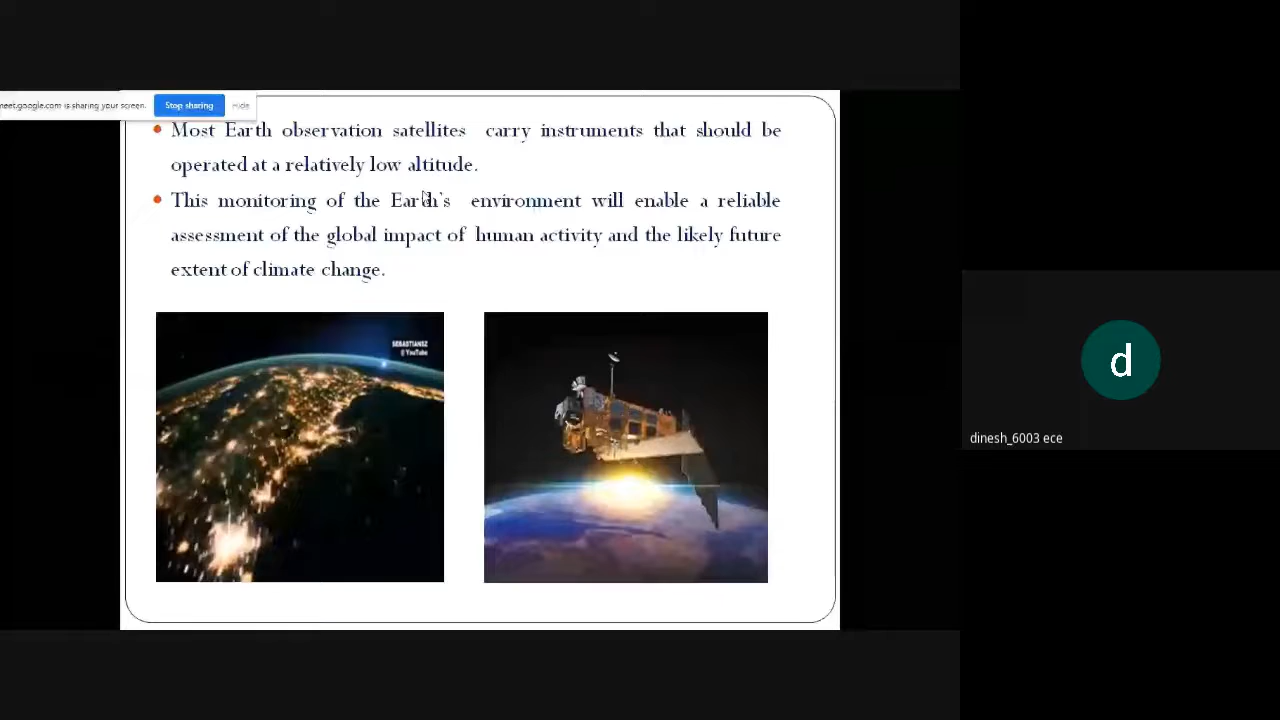 meet.google.com is sharing your screen. Stop sharing Hide
Most Earth observation satellites carry instruments that should be
operated at a relatively low altitude.
This monitoring of the Earth`s environment will enable a reliable
assessment of the global impact of human activity and the likely future
extent of climate change.
SEBASTIANSZ
@ YouTube
d
dinesh_6003 ece